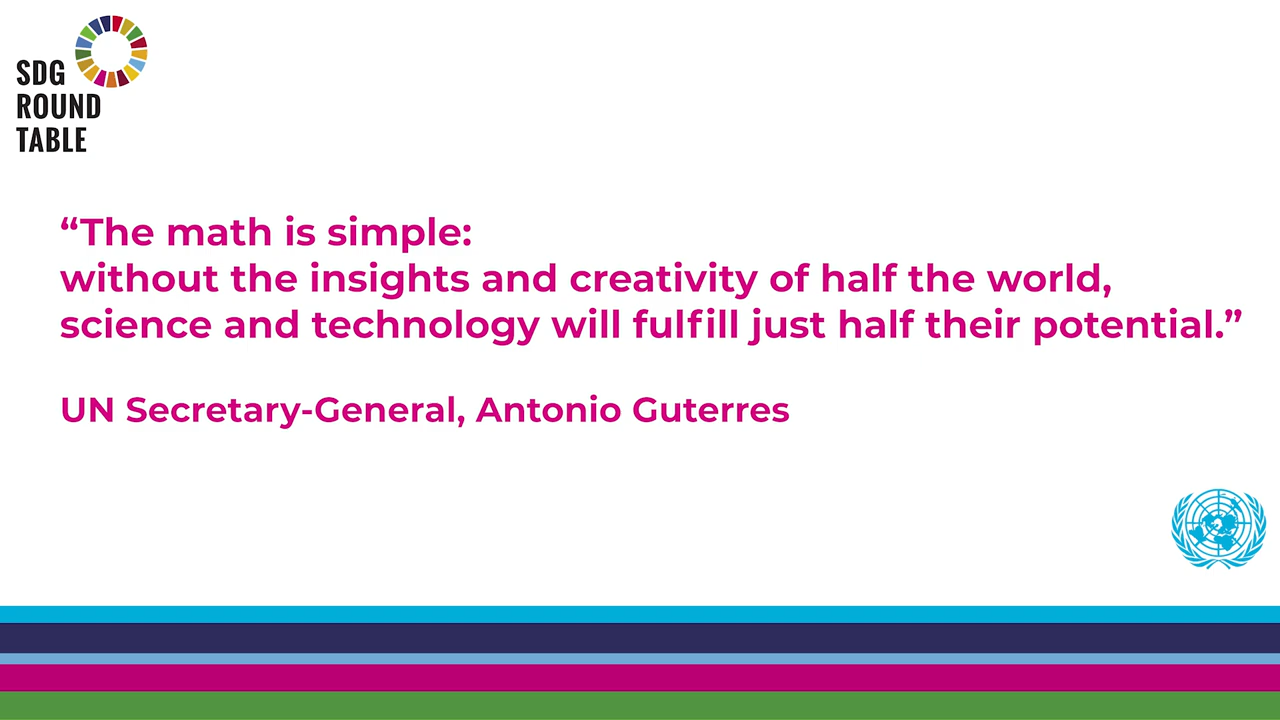 SDG
ROUND
TABLE
“The math is simple:
without the insights and creativity of half the world,
science and technology will fulfill just half their potential.”
UN Secretary-General, Antonio Guterres